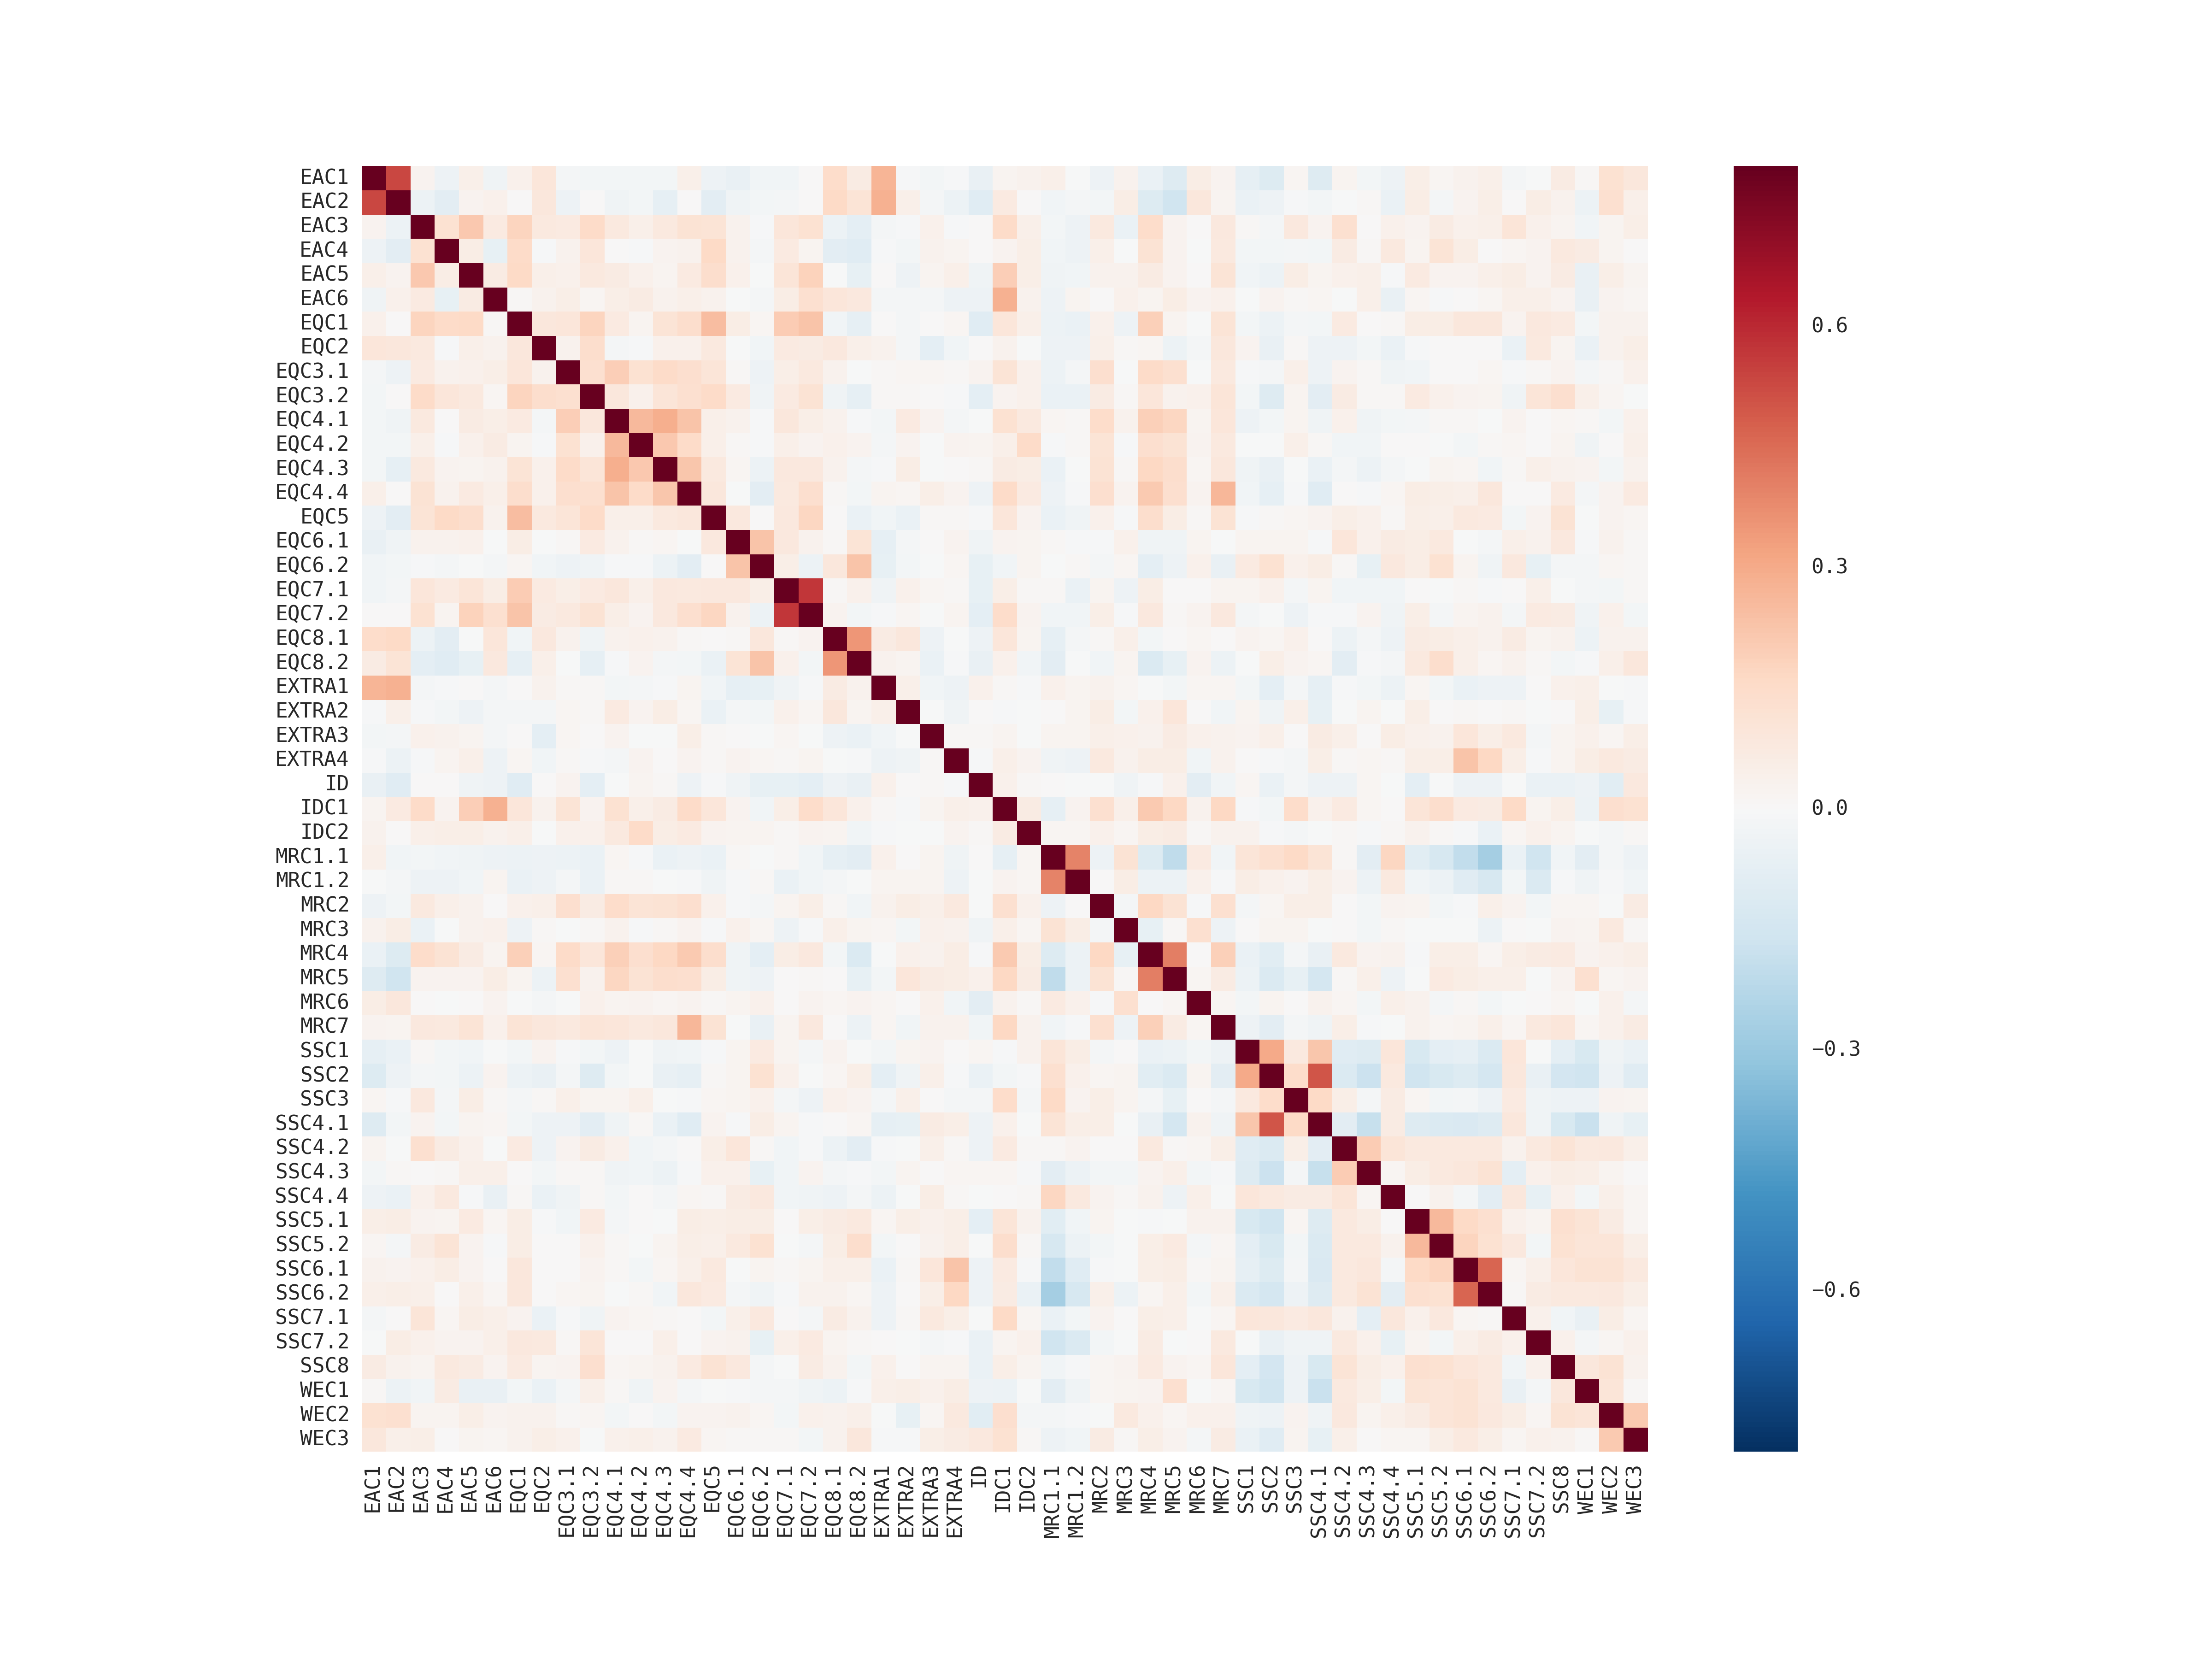 EAC1
EAC2
EAC3
EAC4
EAC5
EAC6
EQC1
EQC2
EQC3.1
EQC3.2
EQC4.1
EQC4.2
EQC4.3
EQC4.4
EQC5
EQC6.1
EQC6.2
EQC7.1
EQC7.2
EQC8.1
EQC8.2
EXTRA1
EXTRA2
EXTRA3
EXTRA4
ID
IDC1
IDC2
MRC1.1
MRC1.2
MRC2
MRC3
MRC4
MRC5
MRC6
MRC7
SSC1
SSC2
SSC3
SSC4.1
SSC4.2
SSC4.3
SSC4.4
SSC5.1
SSC5.2
SSC6.1
SSC6.2
SSC7.1
SSC7.2
SSC8
WEC1
WEC2
WEC3
EAC1
EAC2
EAC3
EAC4
EAC5
EAC6
EQC1
EQC2
EQC3.1
EQC3.2
EQC4.1
EQC4.2
EQC4.3
EQC4.4
EQC5
EQC6.1
EQC6.2
EQC7.1
EQC7.2
EQC8.1
EQC8.2
EXTRA1
EXTRA2
EXTRA3
EXTRA4
ID
IDC1
IDC2
MRC1.1
MRC1.2
MRC2
MRC3
MRC4
MRC5
MRC6
MRC7
SSC1
SSC2
SSC3
SSC4.1
SSC4.2
SSC4.3
SSC4.4
SSC5.1
SSC5.2
SSC6.1
SSC6.2
SSC7.1
SSC7.2
SSC8
WEC1
WEC2
WEC3
0.6
0.3
0.0
−0.3
−0.6